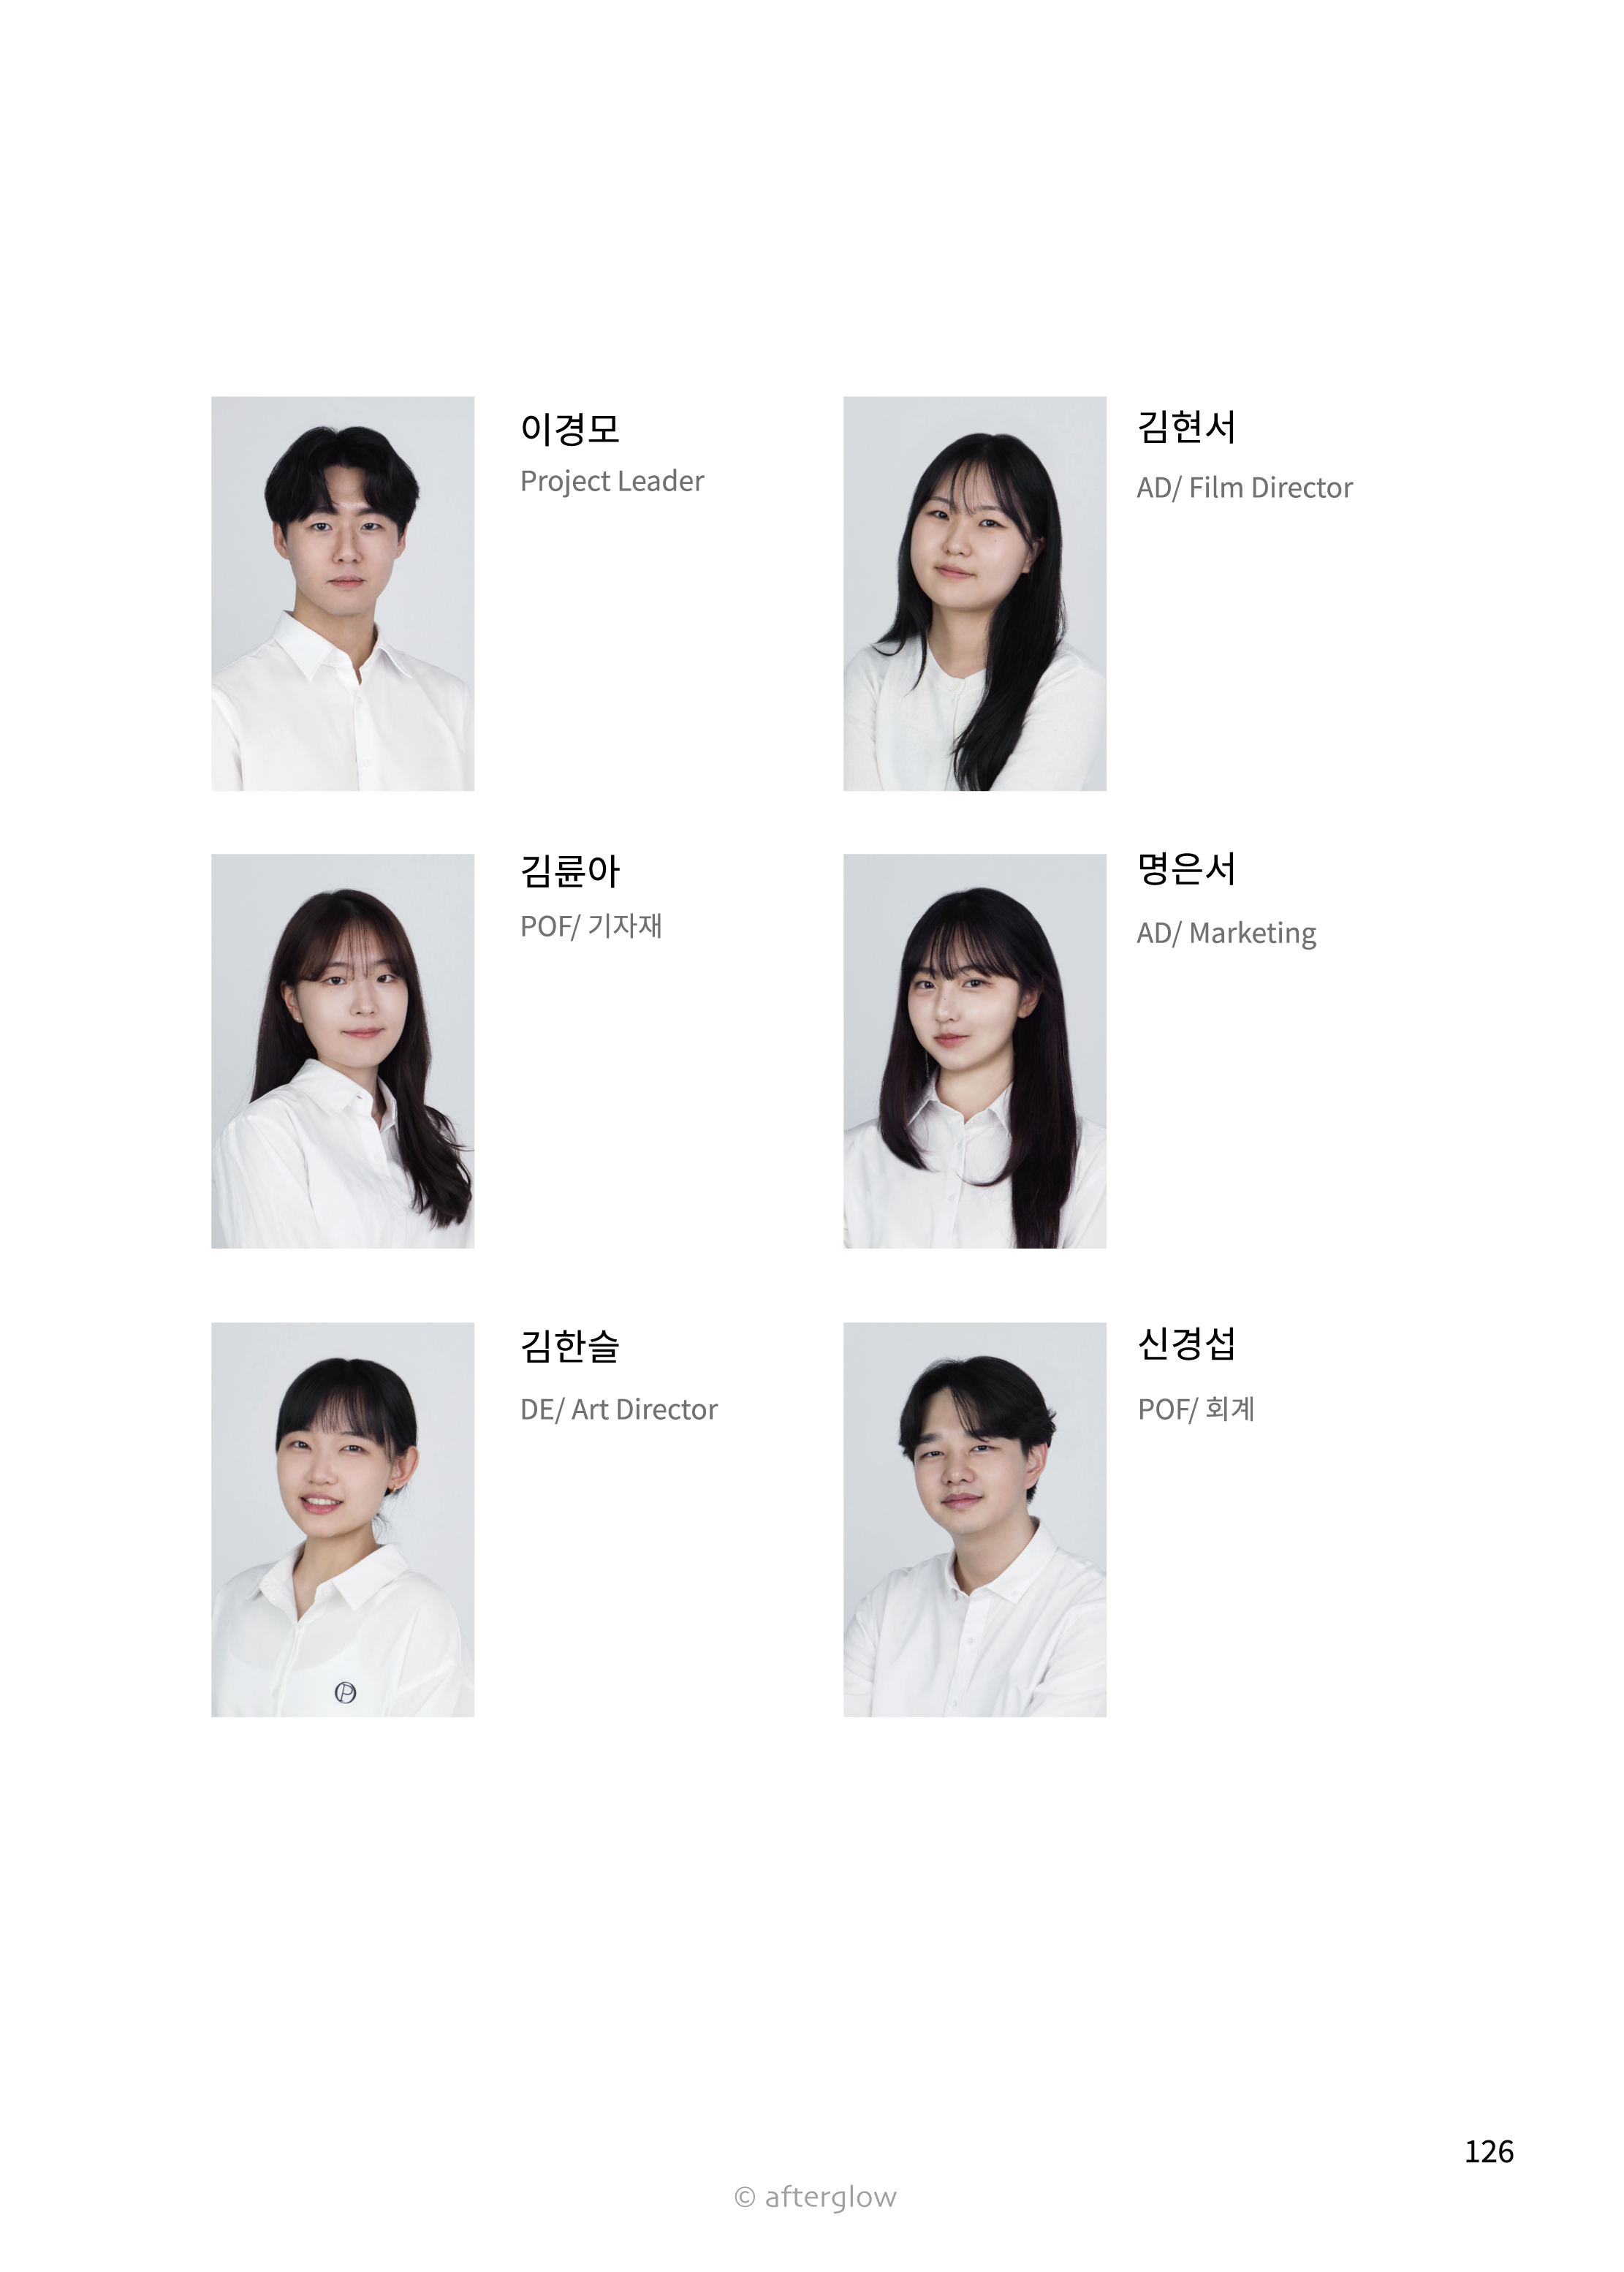 이경모
Project Leader
김현서
AD/ Film Director
김륜아
POF/ 기자재
명은서
AD/ Marketing
김한슬
DE/ Art Director
신경섭
POF/ 회계
126
© afterglow